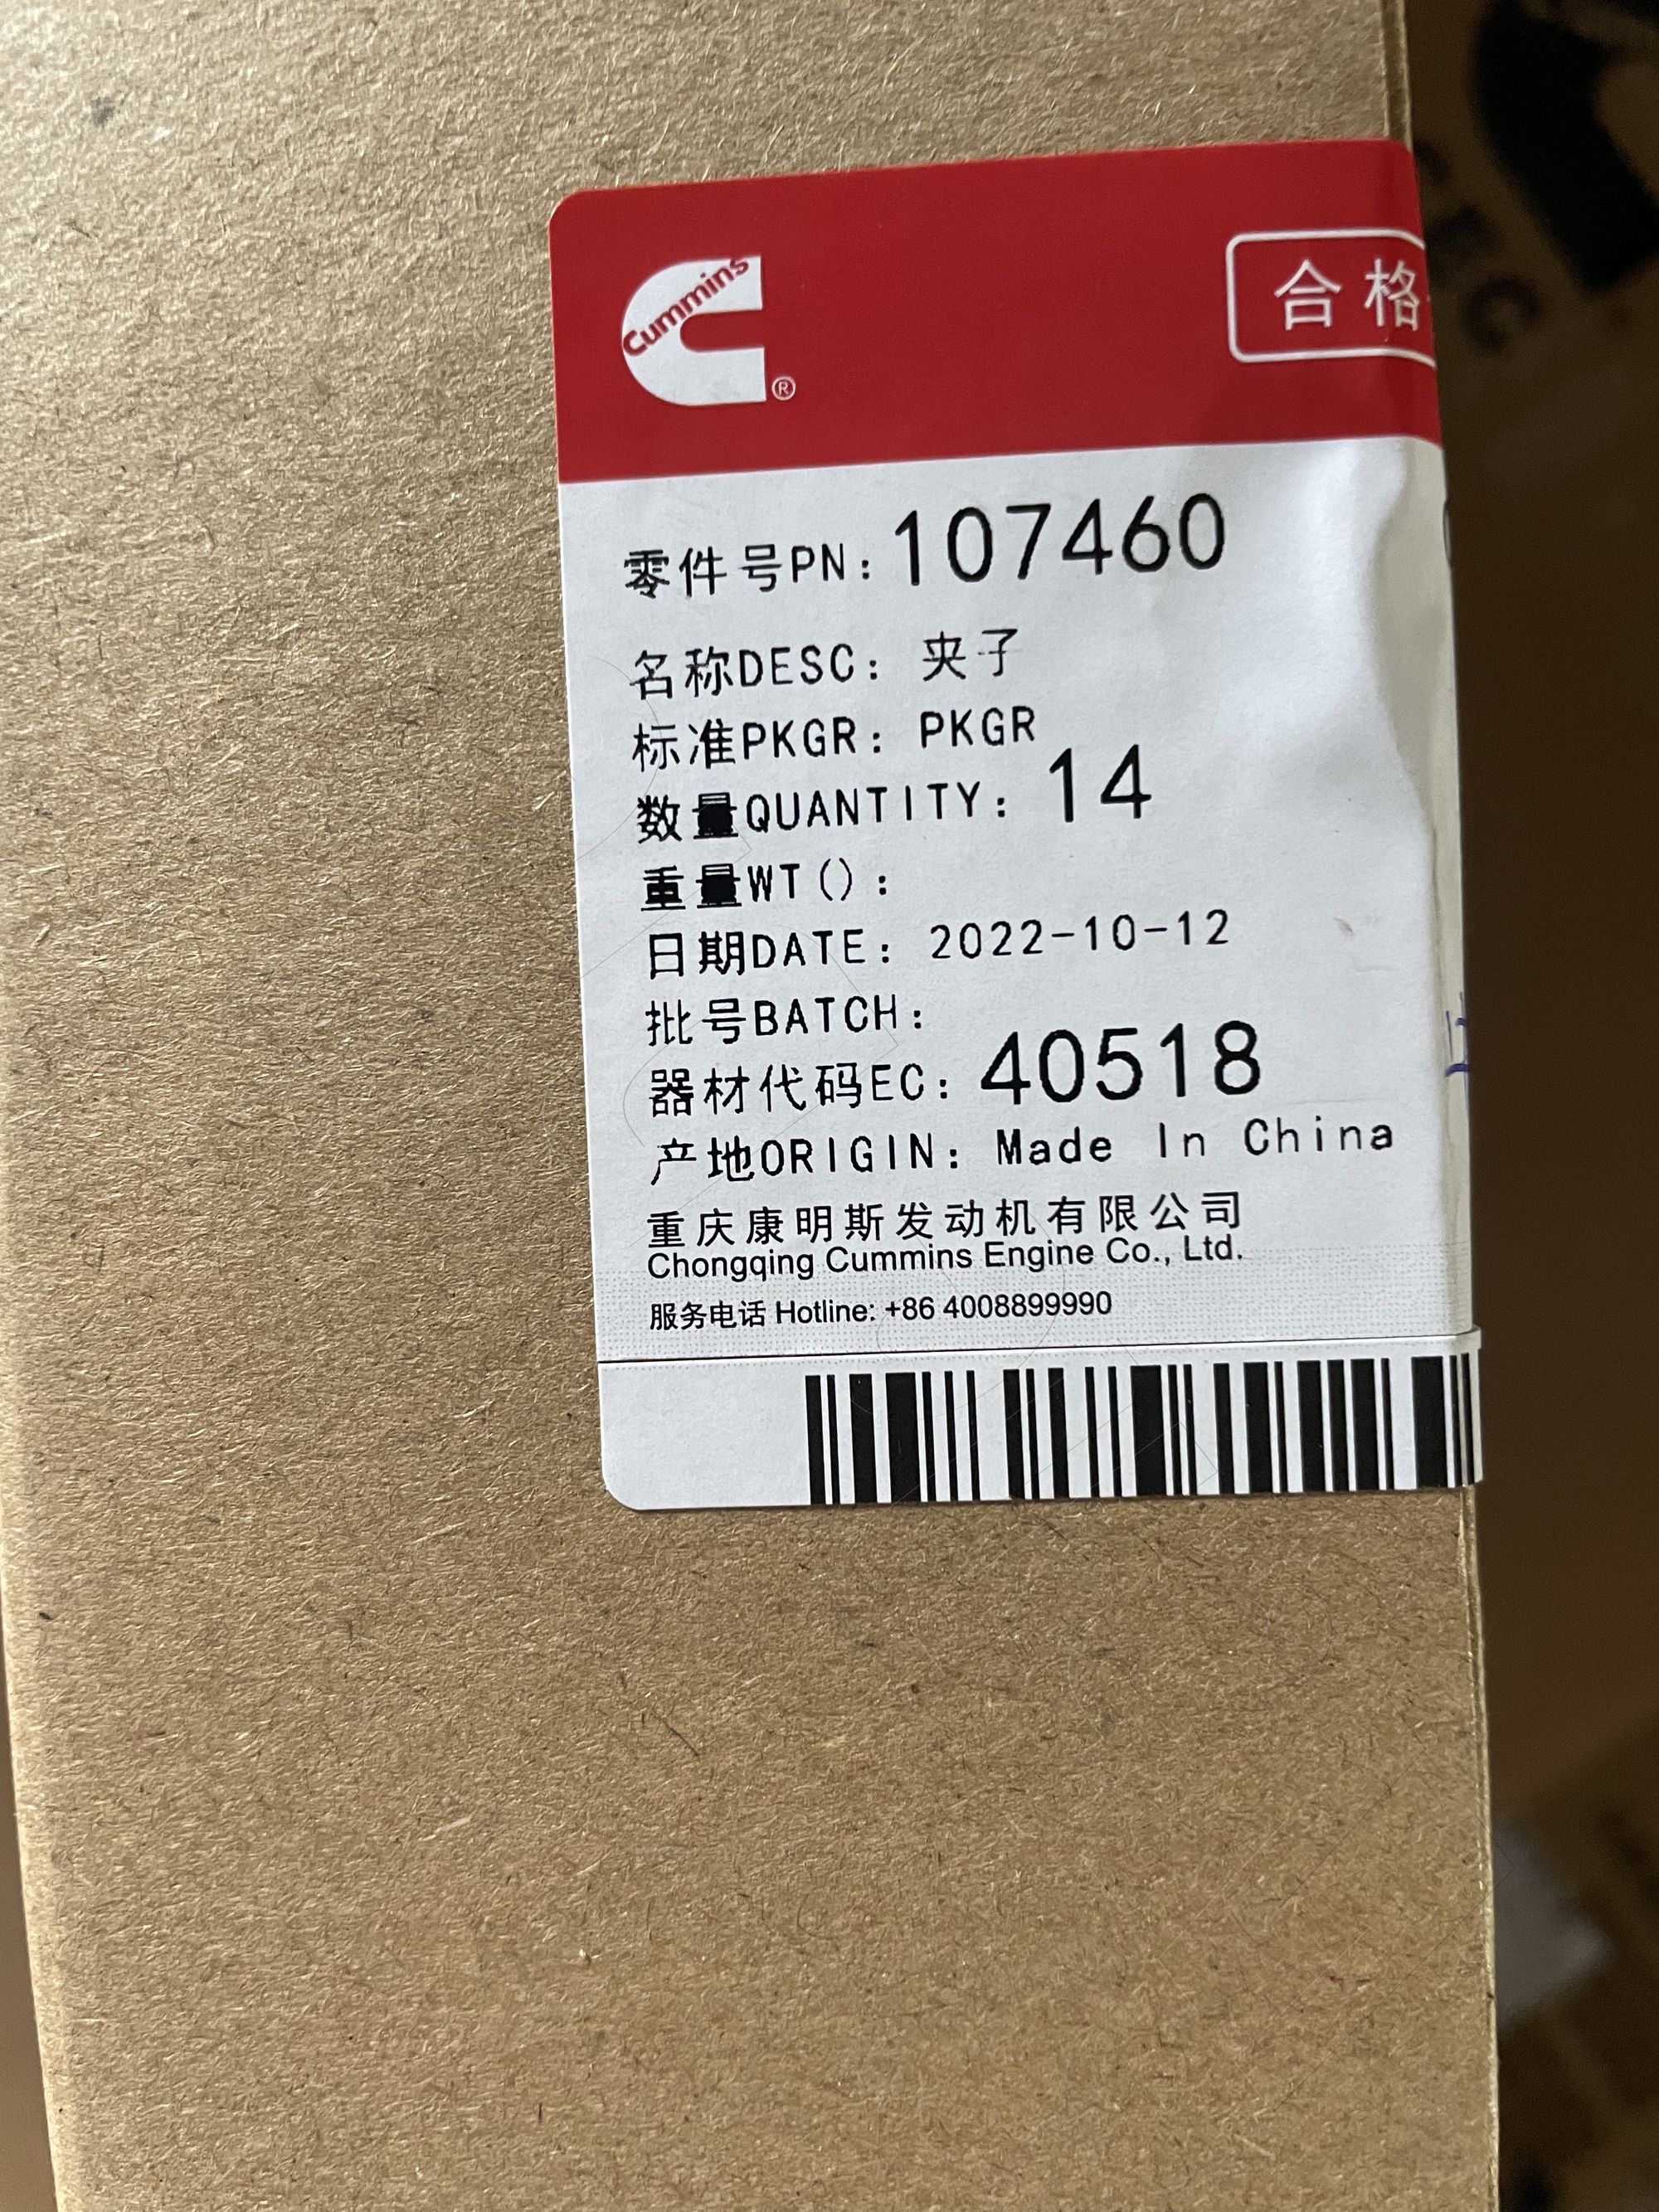 Cummins
®
合格
零件号PN: 107460
名称DESC: 夹子
标准PKGR: PKGR
数量QUANTITY: 14
重量WT():
日期DATE: 2022-10-12
批号BATCH:
器材代码EC: 40518
产地ORIGIN: Made In China
重庆康明斯发动机有限公司
Chongqing Cummins Engine Co., Ltd.
服务电话 Hotline: +86 4008899990